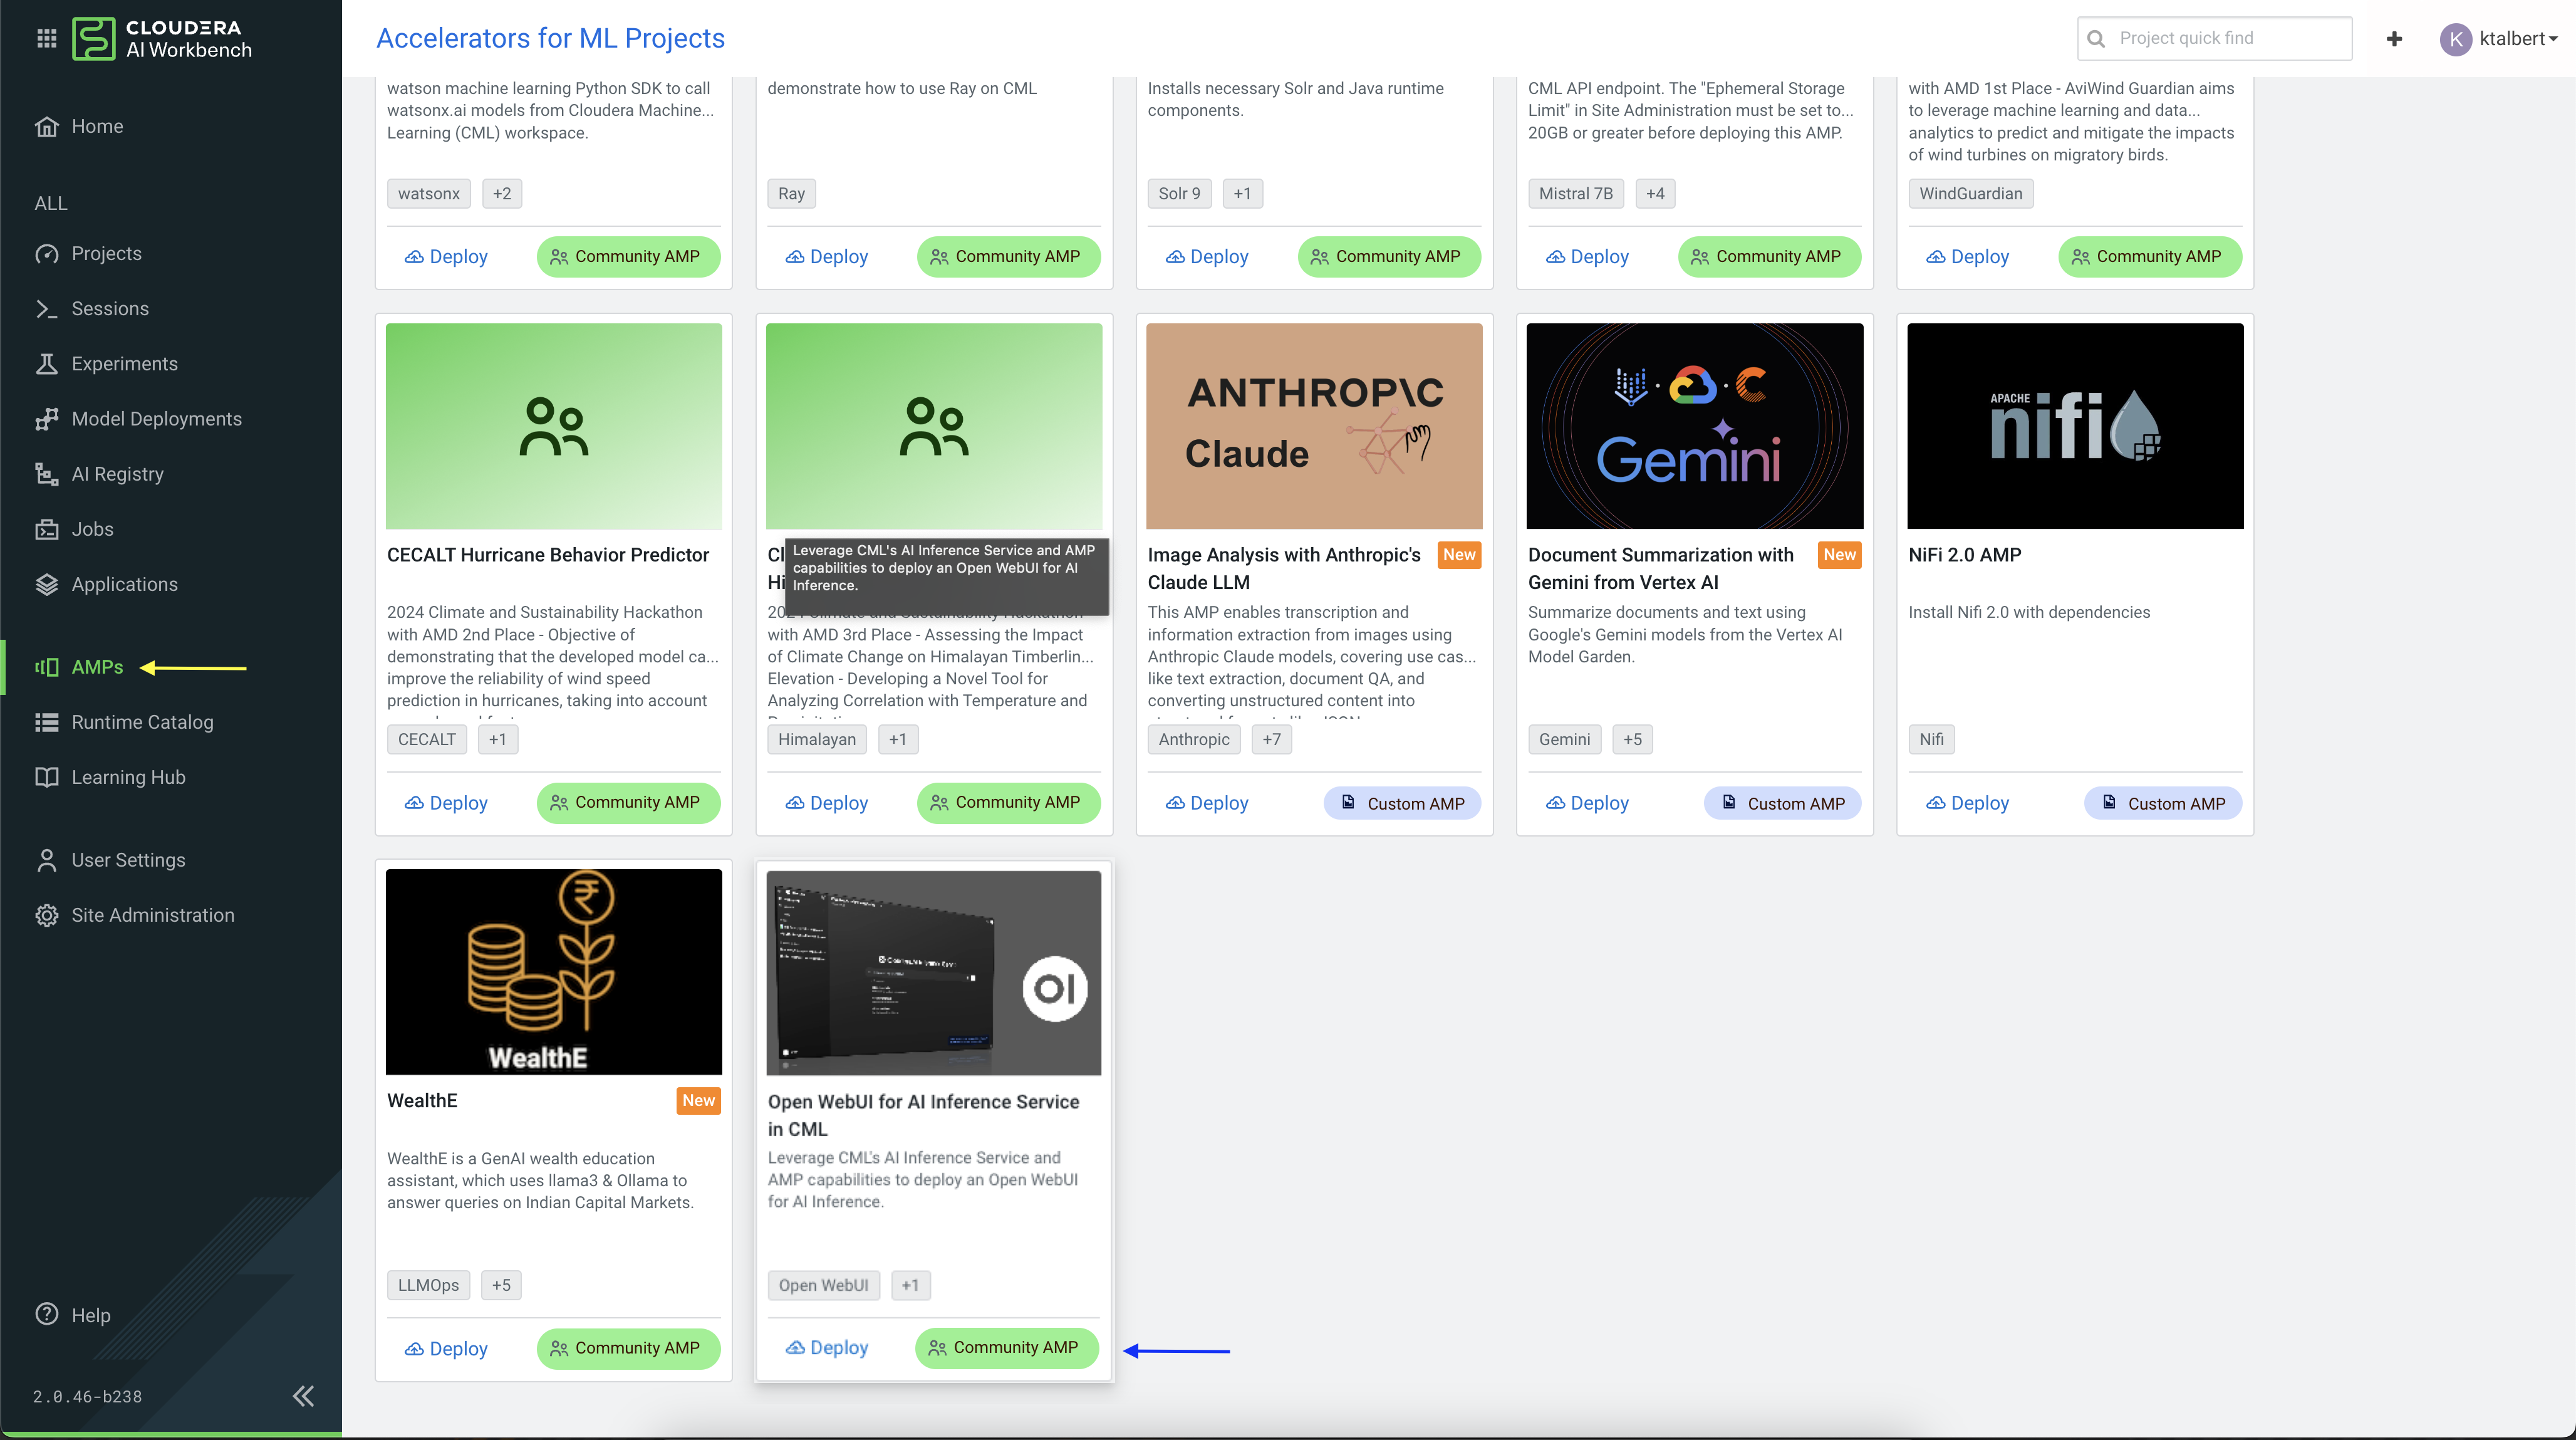 CLOUDERA
AI Workbench
Accelerators for ML Projects
Project quick find
K
ktalbert
Home
ALL
Projects
Sessions
Experiments
Model Deployments
AI Registry
Jobs
Applications
AMPs
Runtime Catalog
Learning Hub
User Settings
Site Administration
Help
2.0.46-b238
watson machine learning Python SDK to call
watsonx.ai models from Cloudera Machine...
Learning (CML) workspace.
watsonx
+2
Deploy
Community AMP
demonstrate how to use Ray on CML
Ray
Deploy
Community AMP
Installs necessary Solr and Java runtime
components.
Solr 9
+1
Deploy
Community AMP
CML API endpoint. The "Ephemeral Storage
Limit" in Site Administration must be set to...
20GB or greater before deploying this AMP.
Mistral 7B
+4
Deploy
Community AMP
with AMD 1st Place - AviWind Guardian aims
to leverage machine learning and data...
analytics to predict and mitigate the impacts
of wind turbines on migratory birds.
WindGuardian
Deploy
Community AMP
CECALT Hurricane Behavior Predictor
2024 Climate and Sustainability Hackathon
with AMD 2nd Place - Objective of
demonstrating that the developed model ca...
improve the reliability of wind speed
prediction in hurricanes, taking into account
CECALT
+1
Deploy
Community AMP
Leverage CML's AI Inference Service and AMP
capabilities to deploy an Open WebUI for AI
Inference.
with AMD 3rd Place - Assessing the Impact
of Climate Change on Himalayan Timberlin...
Elevation - Developing a Novel Tool for
Analyzing Correlation with Temperature and
Himalayan
+1
Deploy
Community AMP
ANTHROP\C
Claude
Image Analysis with Anthropic's
Claude LLM
New
This AMP enables transcription and
information extraction from images using
Anthropic Claude models, covering use cas...
like text extraction, document QA, and
converting unstructured content into
Anthropic
+7
Deploy
Custom AMP
Gemini
Document Summarization with
Gemini from Vertex AI
New
Summarize documents and text using
Google's Gemini models from the Vertex AI
Model Garden.
Gemini
+5
Deploy
Custom AMP
APACHE
nifi
NiFi 2.0 AMP
Install Nifi 2.0 with dependencies
Nifi
Deploy
Custom AMP
₹
WealthE
WealthE
New
WealthE is a GenAI wealth education
assistant, which uses llama3 & Ollama to
answer queries on Indian Capital Markets.
LLMOps
+5
Deploy
Community AMP
OI
Open WebUI for AI Inference Service
in CML
Leverage CML's AI Inference Service and
AMP capabilities to deploy an Open WebUI
for AI Inference.
Open WebUI
+1
Deploy
Community AMP